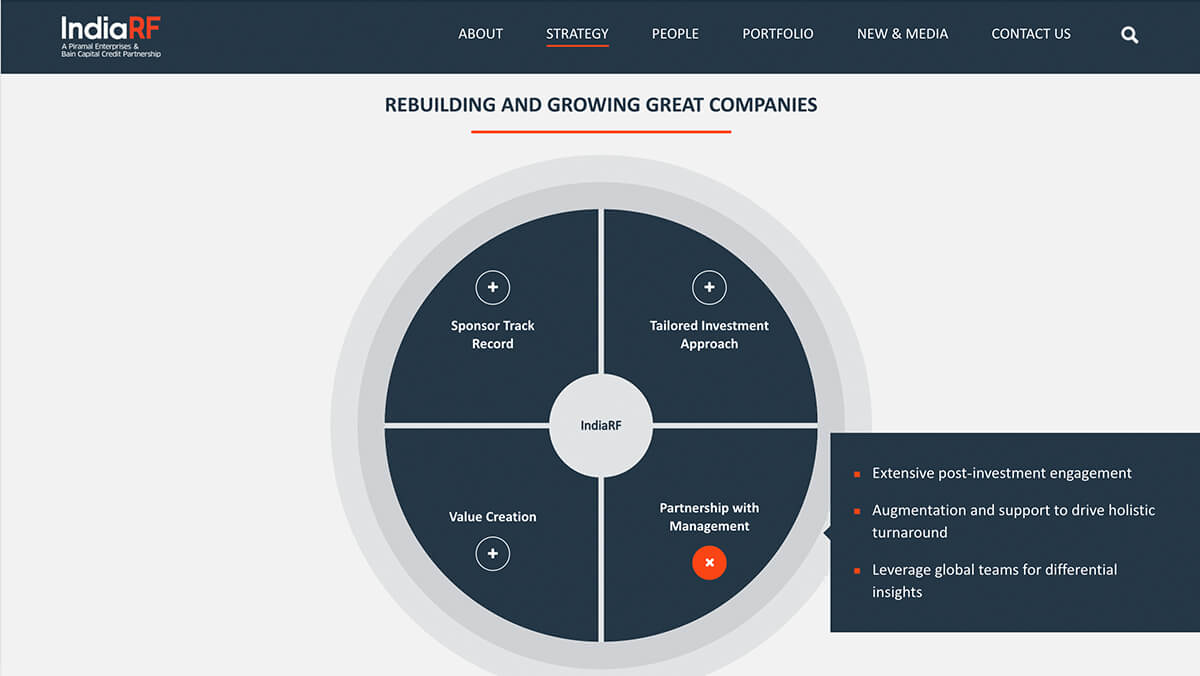 IndiaRF
A Piramal Enterprises &
Bain Capital Credit Partnership
ABOUT
STRATEGY
PEOPLE
PORTFOLIO
NEW & MEDIA
CONTACT US
REBUILDING AND GROWING GREAT COMPANIES
Sponsor Track
Record
Tailored Investment
Approach
IndiaRF
Value Creation
Partnership with
Management
Extensive post-investment engagement
Augmentation and support to drive holistic
turnaround
Leverage global teams for differential
insights